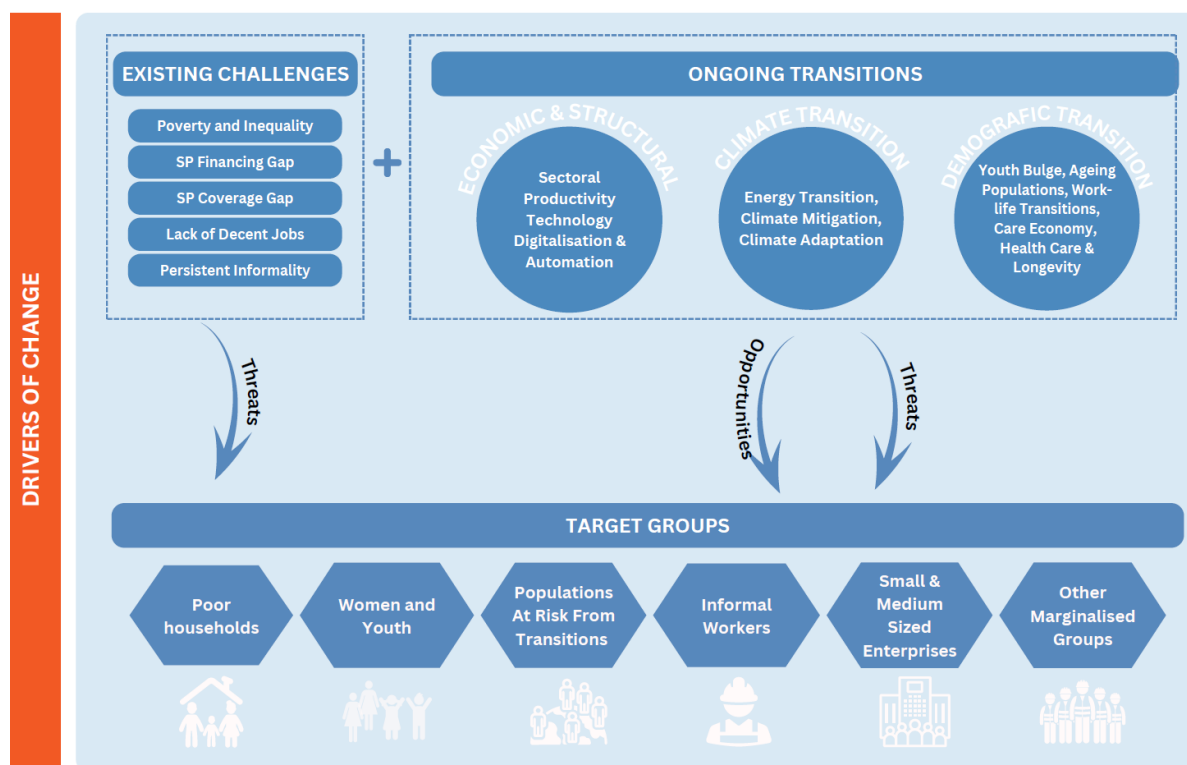 DRIVERS OF CHANGE
EXISTING CHALLENGES
Poverty and Inequality
SP Financing Gap
SP Coverage Gap
Lack of Decent Jobs
Persistent Informality
+
ONGOING TRANSITIONS
ECONOMIC & STRUCTURAL
Sectoral
Productivity
Technology
Digitalisation &
Automation
CLIMATE TRANSITION
Energy Transition,
Climate Mitigation,
Climate Adaptation
DEMOGRAFIC TRANSITION
Youth Bulge, Ageing
Populations, Work-
life Transitions,
Care Economy,
Health Care &
Longevity
Threats
Opportunities
Threats
TARGET GROUPS
Poor
households
Women and
Youth
Populations
At Risk From
Transitions
Informal
Workers
Small &
Medium
Sized
Enterprises
Other
Marginalised
Groups